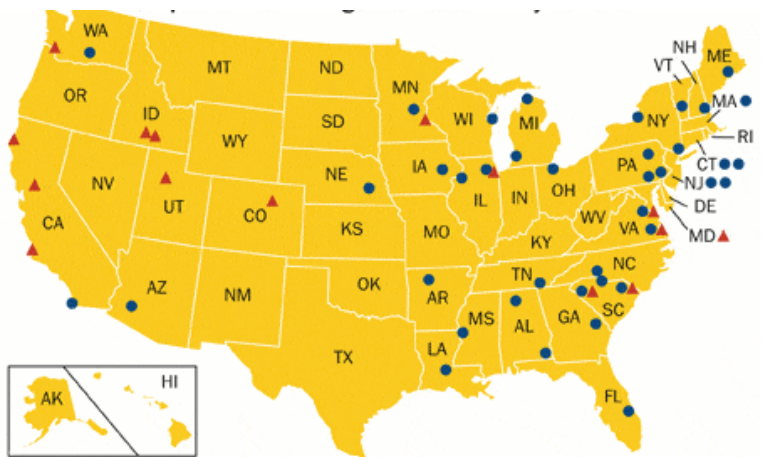 WA
MT
ND
MN
VT
NH
ME
OR
ID
WY
SD
WI
MI
NY
MA
RI
NV
UT
CO
NE
IA
IL
IN
OH
PA
CT
NJ
DE
MD
CA
KS
MO
KY
WV
VA
AZ
NM
OK
AR
TN
NC
SC
TX
LA
MS
AL
GA
FL
AK
HI